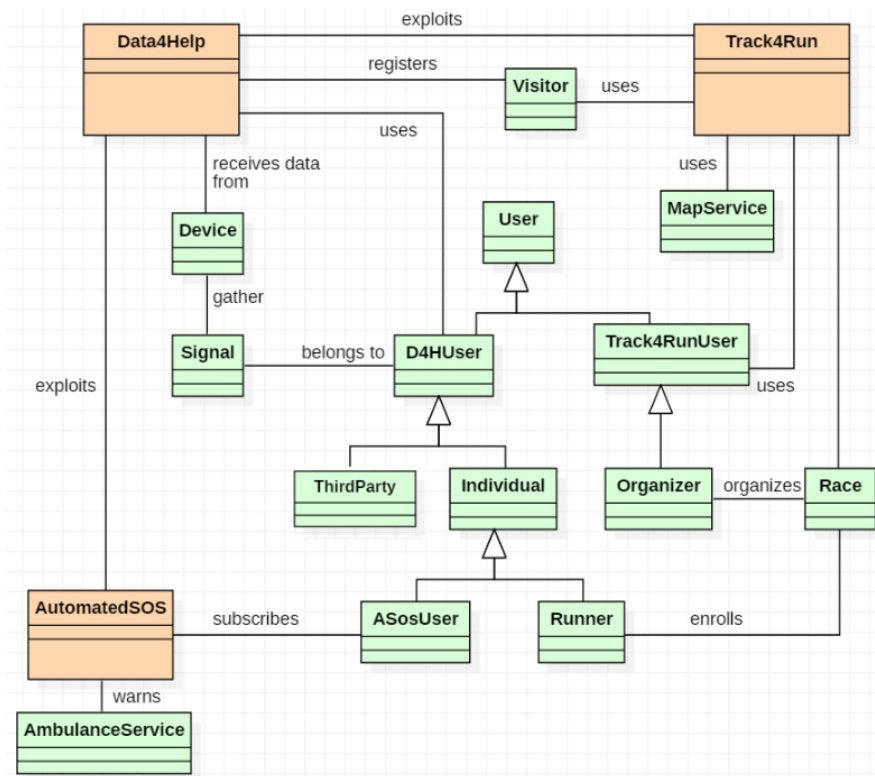 exploits
Data4Help
Track4Run
registers
Visitor
uses
uses
receives data
from
uses
MapService
User
Device
gather
Track4RunUser
Signal
belongs to
D4HUser
exploits
uses
ThirdParty
Individual
Organizer
organizes
Race
AutomatedSOS
subscribes
ASosUser
Runner
enrolls
warns
AmbulanceService